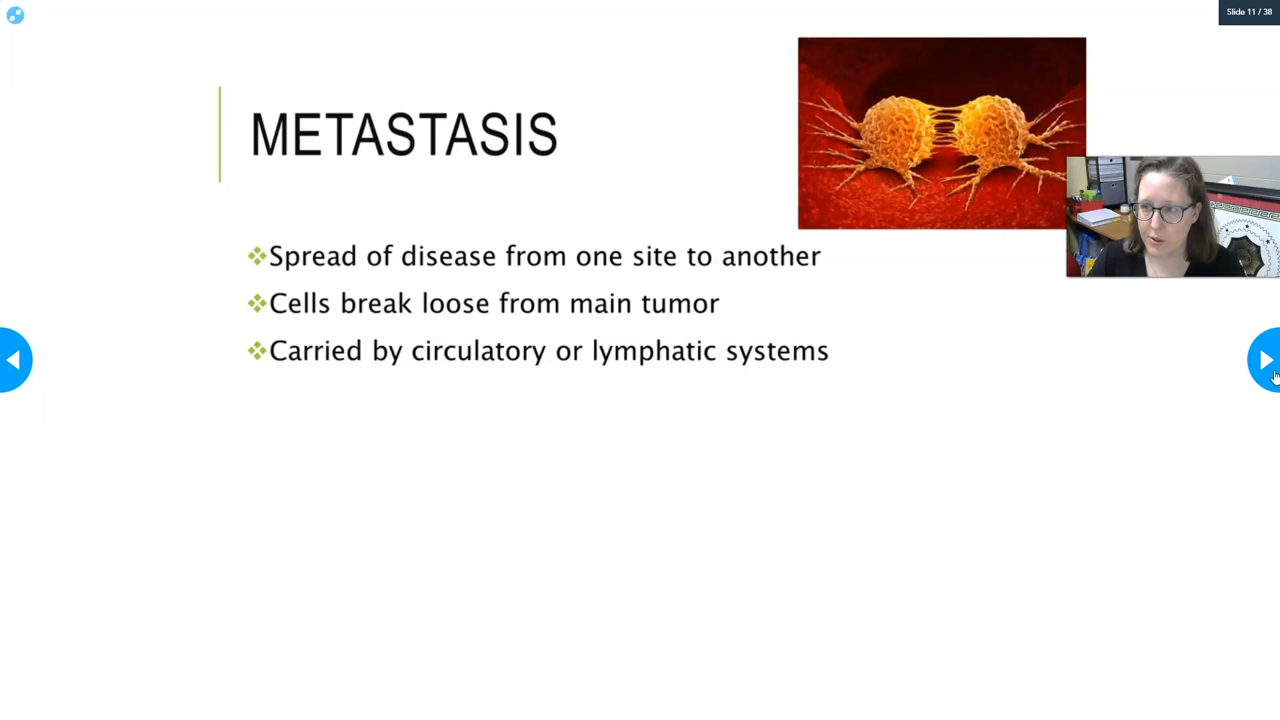 Slide 11 / 38
METASTASIS
Spread of disease from one site to another
Cells break loose from main tumor
Carried by circulatory or lymphatic systems